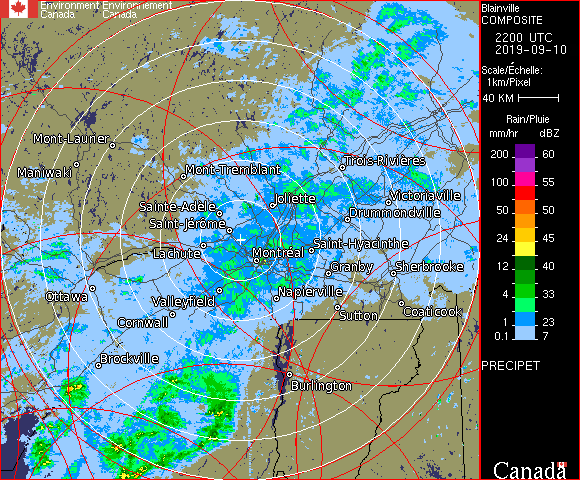 Environment Environnement
Canada Canada
Blainville
COMPOSITE
2200 UTC
2019-09-10
Scale/Échelle:
1km/Pixel
40 KM
Rain/Pluie
mm/hr dBZ
200 60
100 55
50 50
24 45
12 40
4 33
1 23
0.1 7
PRECIPET
Canada
Mont-Laurier
Maniwaki
Mont-Tremblant
Trois-Rivières
Sainte-Adèle
Joliette
Victoriaville
Saint-Jérôme
Drummondville
Lachute
Montréal
Saint-Hyacinthe
Granby
Sherbrooke
Ottawa
Valleyfield
Napierville
Cornwall
Sutton
Coaticook
Brockville
Burlington